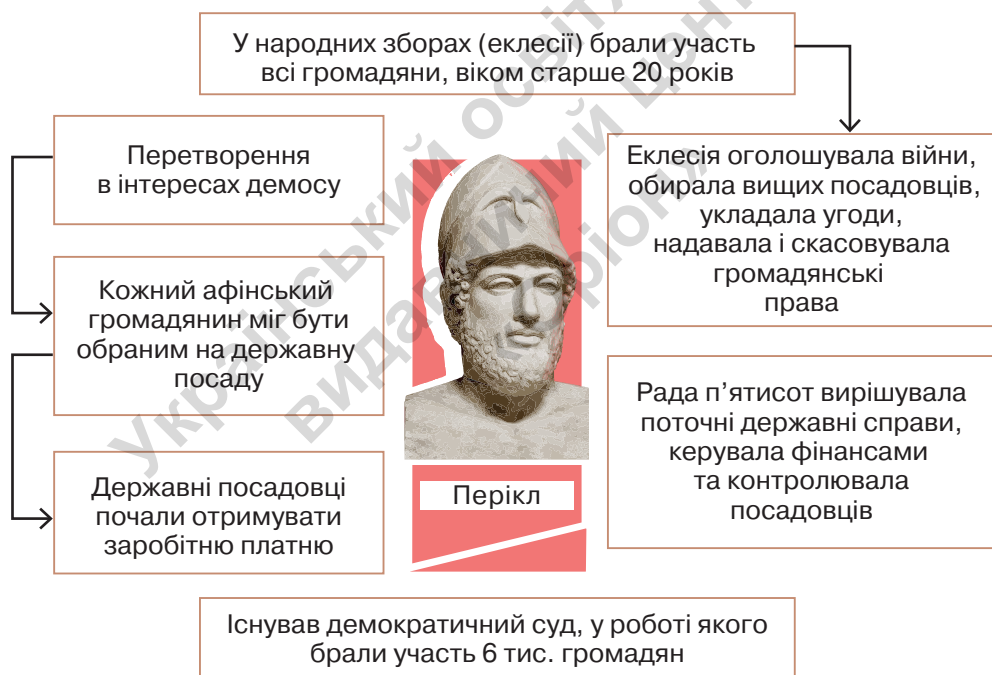 У народних зборах (еклесії) брали участь
всі громадяни, віком старше 20 років
Перетворення
в інтересах демосу
Кожний афінський
громадянин міг бути
обраним на державну
посаду
Державні посадовці
почали отримувати
заробітню платню
Перікл
Еклесія оголошувала війни,
обирала вищих посадовців,
укладала угоди,
надавала і скасовувала
громадянські
права
Рада п’ятисот вирішувала
поточні державні справи,
керувала фінансами
та контролювала
посадовців
Існував демократичний суд, у роботі якого
брали участь 6 тис. громадян